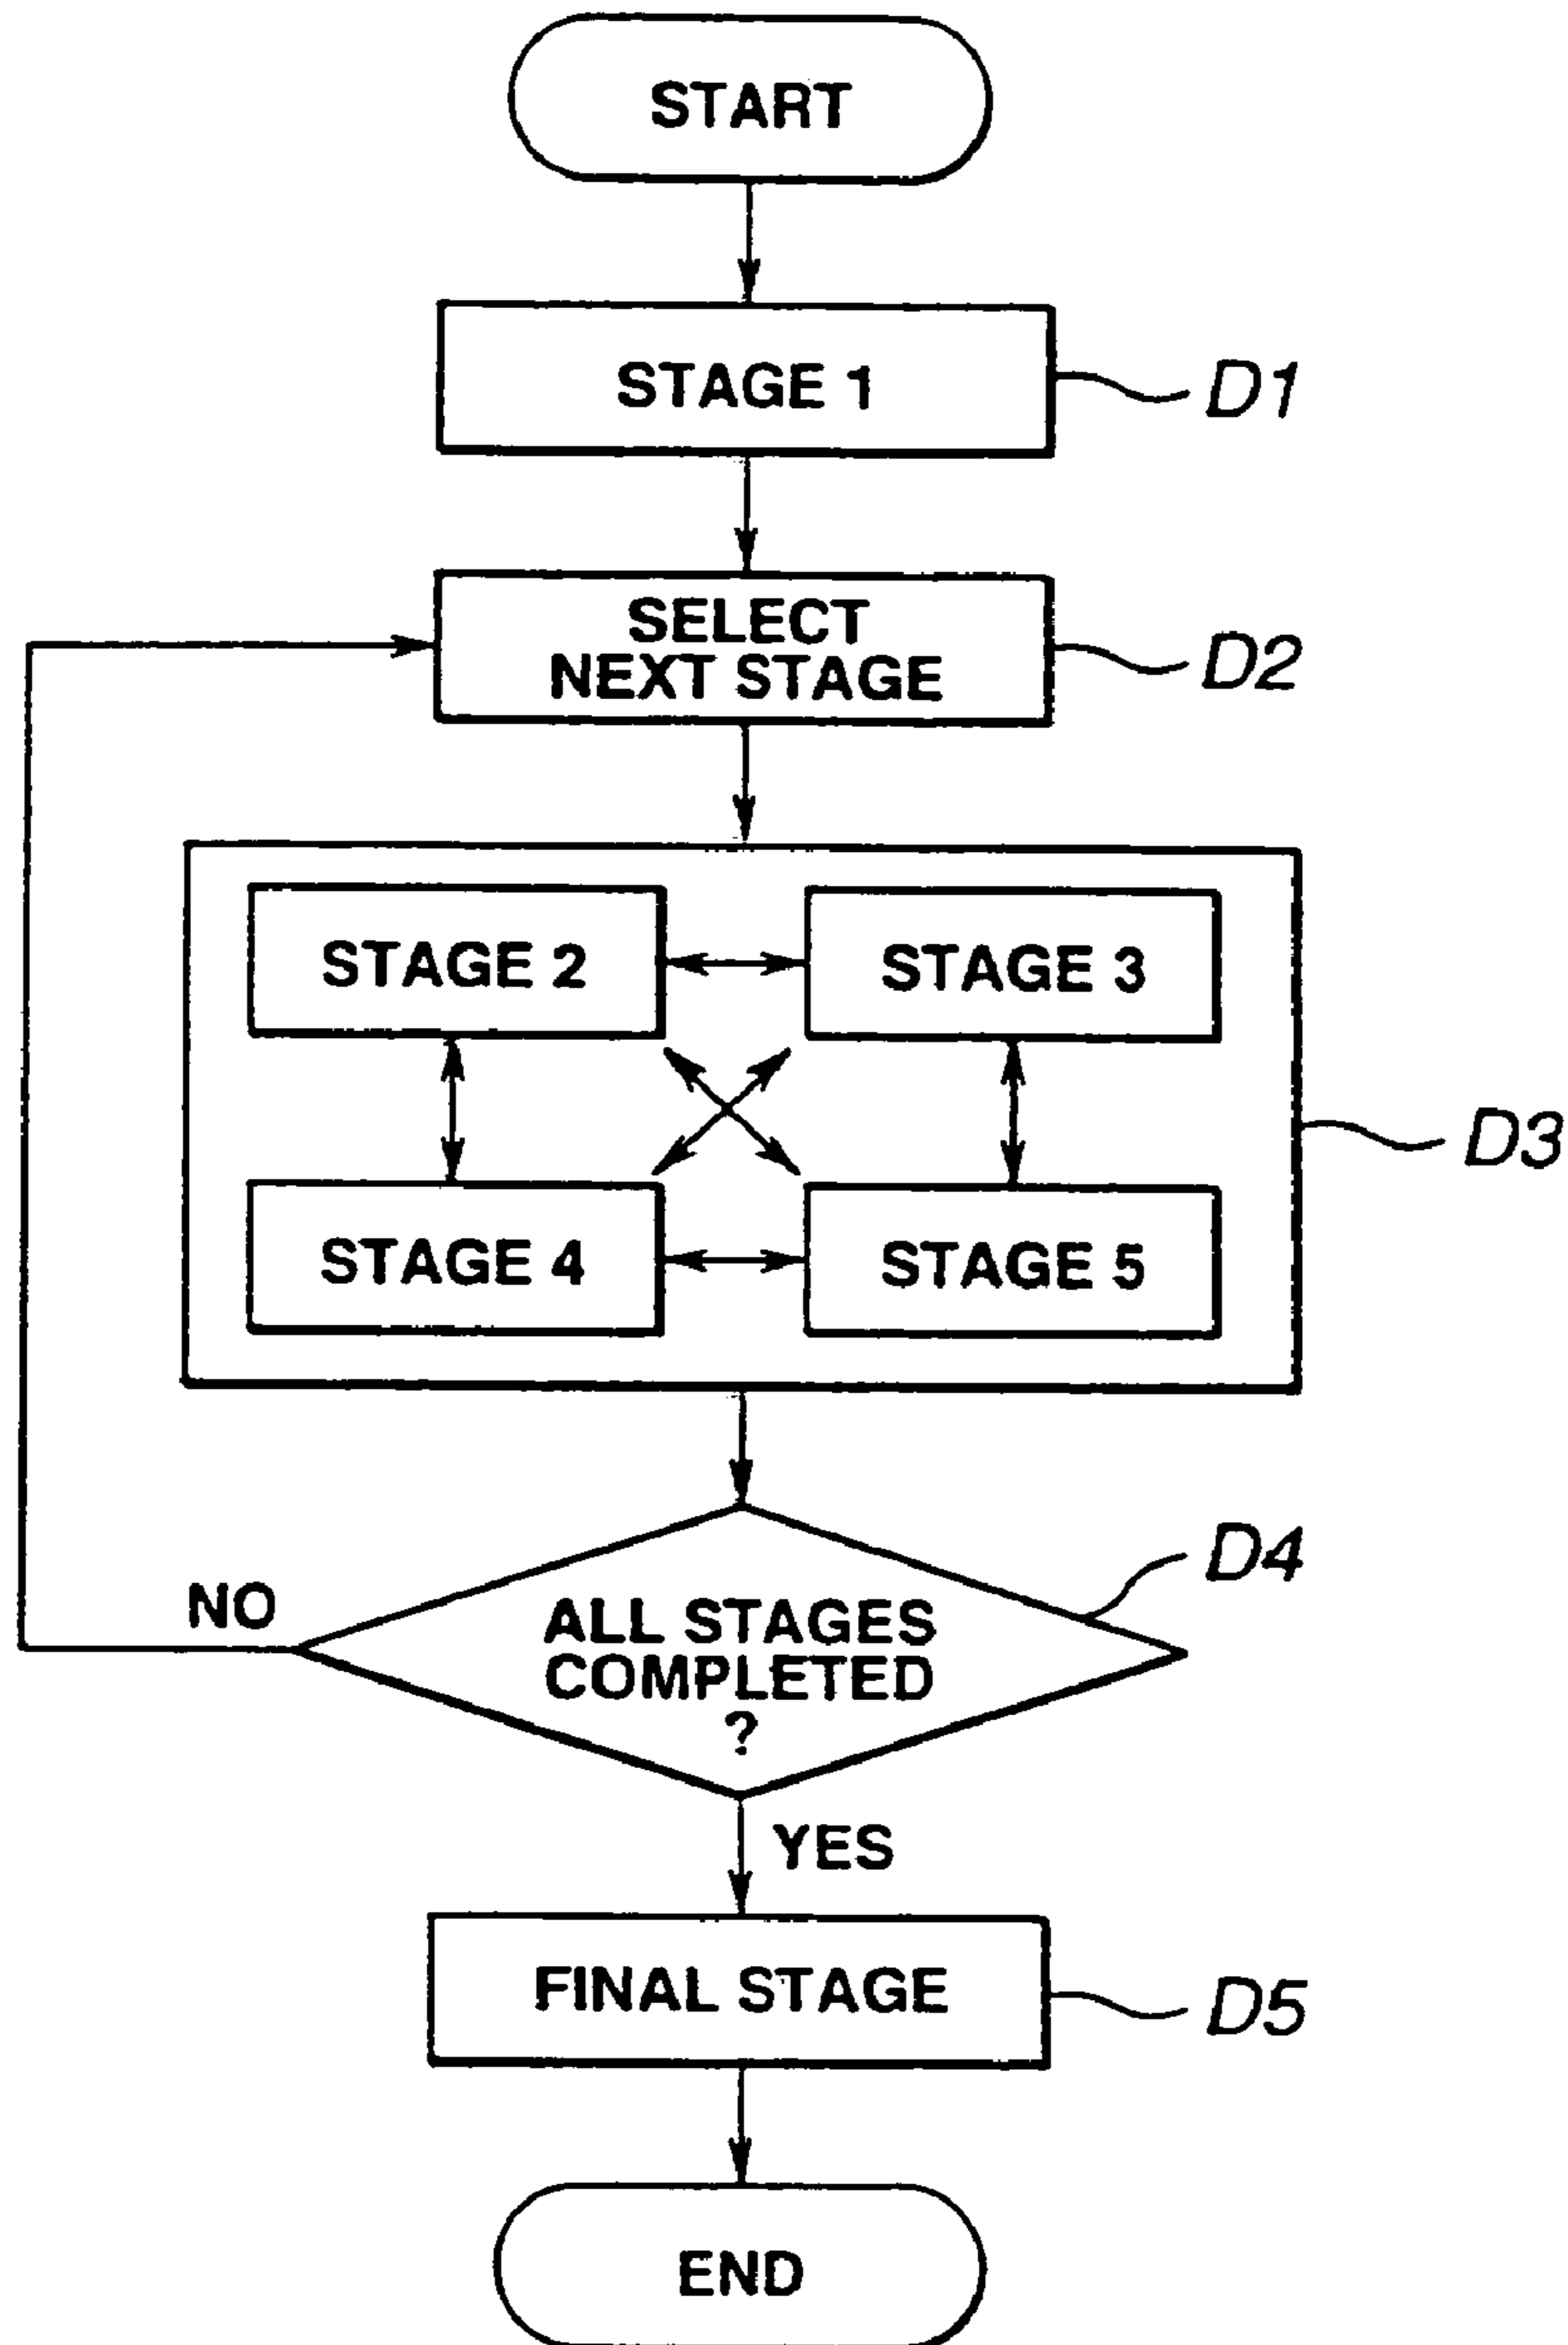 START
STAGE 1
D1
SELECT
NEXT STAGE
D2
STAGE 2
STAGE 3
STAGE 4
STAGE 5
D3
D4
NO
ALL STAGES
COMPLETED
?
YES
FINAL STAGE
D5
END